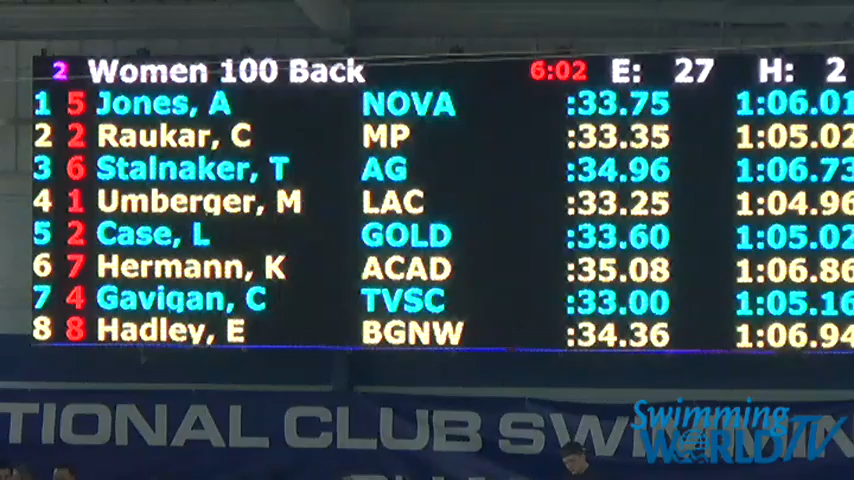 2 Women 100 Back 6:02 E: 27 H: 2
1 5 Jones, A NOVA :33.75 1:06.01
2 2 Raukar, C MP :33.35 1:05.02
3 6 Stalnaker, T AG :34.96 1:06.73
4 1 Umberger, M LAC :33.25 1:04.96
5 2 Case, L GOLD :33.60 1:05.02
6 7 Hermann, K ACAD :35.08 1:06.86
7 4 Gavigan, C TVSC :33.00 1:05.16
8 8 Hadley, E BGNW :34.36 1:06.94
TIONAL CLUB SWIMMIN
Swimming
WORLDTV